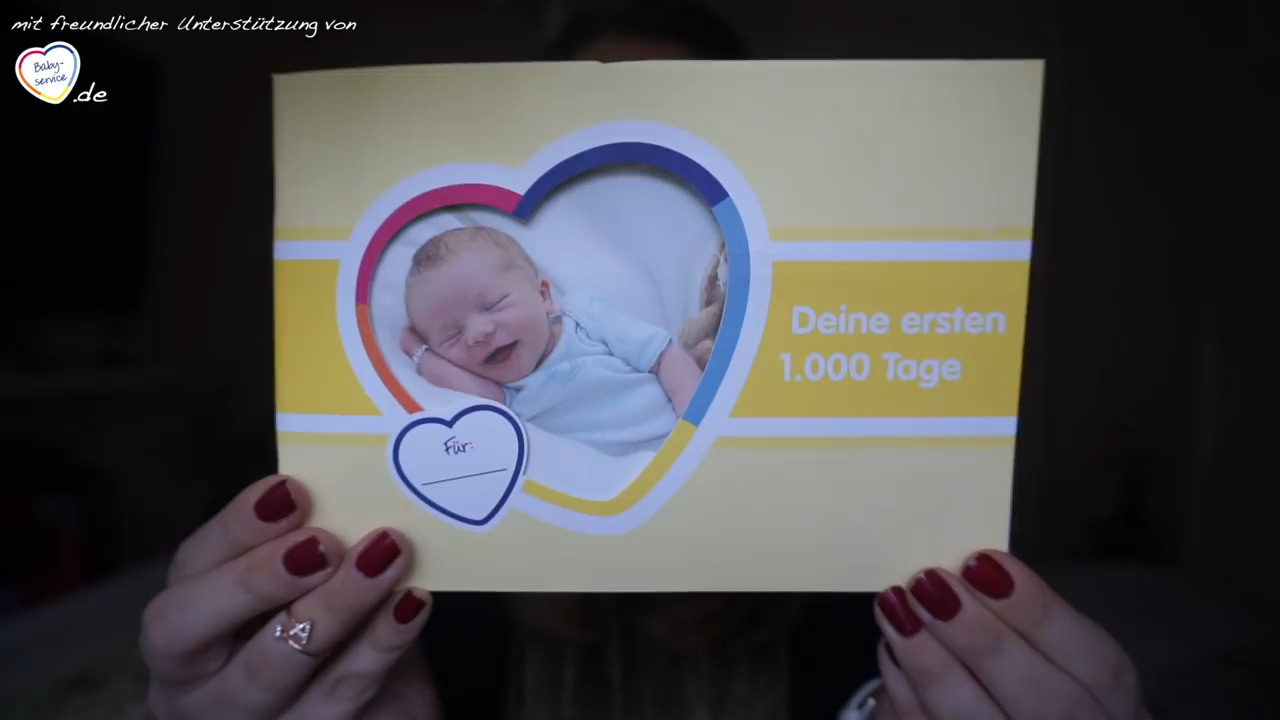 mit freundlicher Unterstützung von
Baby-
service
.de
Deine ersten
1.000 Tage
Für: